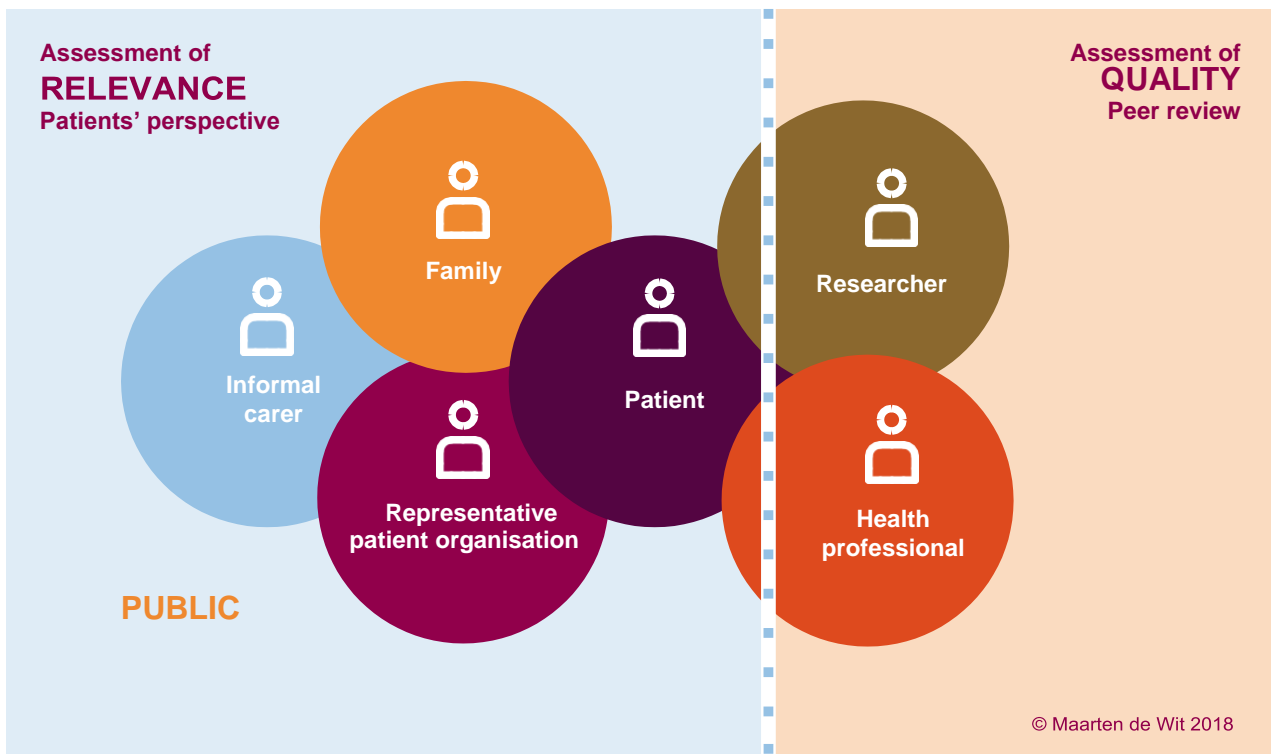 Assessment of
RELEVANCE
Patients’ perspective
Assessment of
QUALITY
Peer review
Family
Researcher
Informal
carer
Patient
Representative
patient organisation
Health
professional
PUBLIC
© Maarten de Wit 2018